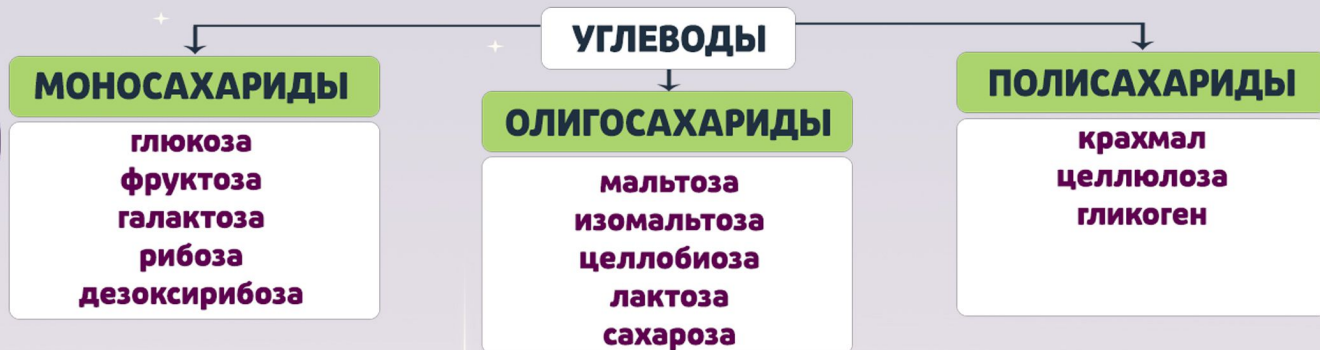 УГЛЕВОДЫ
МОНОСАХАРИДЫ
глюкоза
фруктоза
галактоза
рибоза
дезоксирибоза
ОЛИГОСАХАРИДЫ
мальтоза
изомальтоза
целлобиоза
лактоза
сахароза
ПОЛИСАХАРИДЫ
крахмал
целлюлоза
гликоген